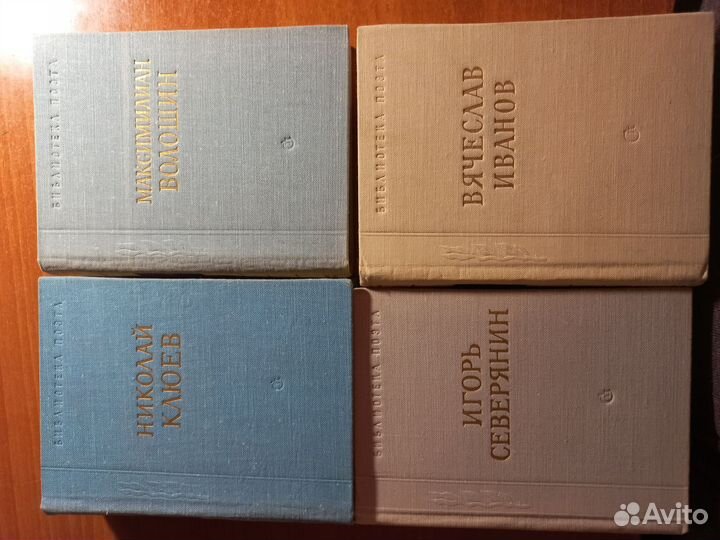 БИБЛИОТЕКА ПОЭТА
МАКСИМИЛИАН
ВОЛОШИН
БИБЛИОТЕКА ПОЭТА
ВЯЧЕСЛАВ
ИВАНОВ
БИБЛИОТЕКА ПОЭТА
НИКОЛАЙ
КЛЮЕВ
БИБЛИОТЕКА ПОЭТА
ИГОРЬ
СЕВЕРЯНИН
Avito